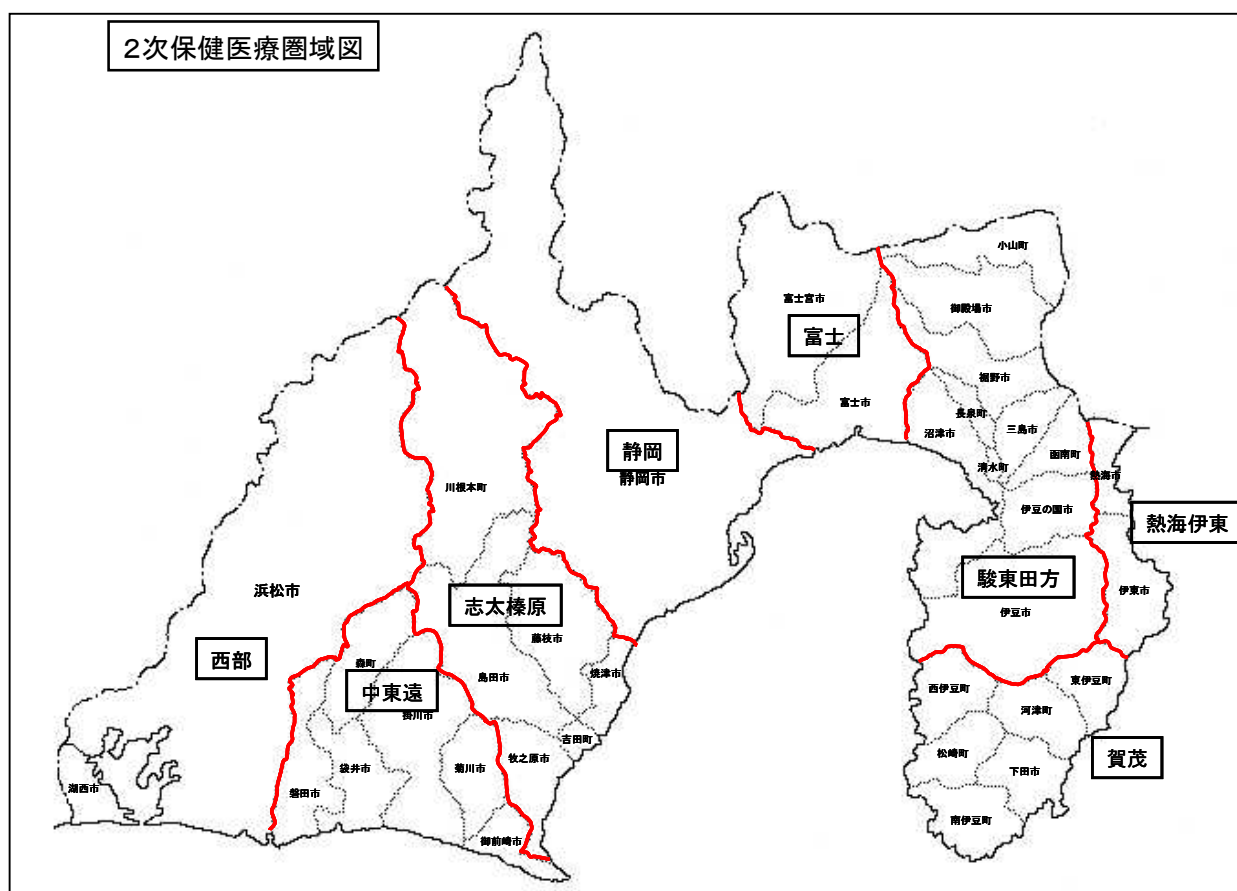 2次保健医療圏域図
小山町
富士宮市
御殿場市
富士
裾野市
富士市
長泉町
沼津市
三島市
静岡
函南町
静岡市
清水町
熱海市
川根本町
伊豆の国市
熱海伊東
駿東田方
浜松市
伊東市
志太榛原
伊豆市
藤枝市
西部
森町
焼津市
中東遠
島田市
西伊豆町
東伊豆町
掛川市
河津町
吉田町
松崎町
賀茂
牧之原市
袋井市
菊川市
下田市
湖西市
磐田市
南伊豆町
御前崎市